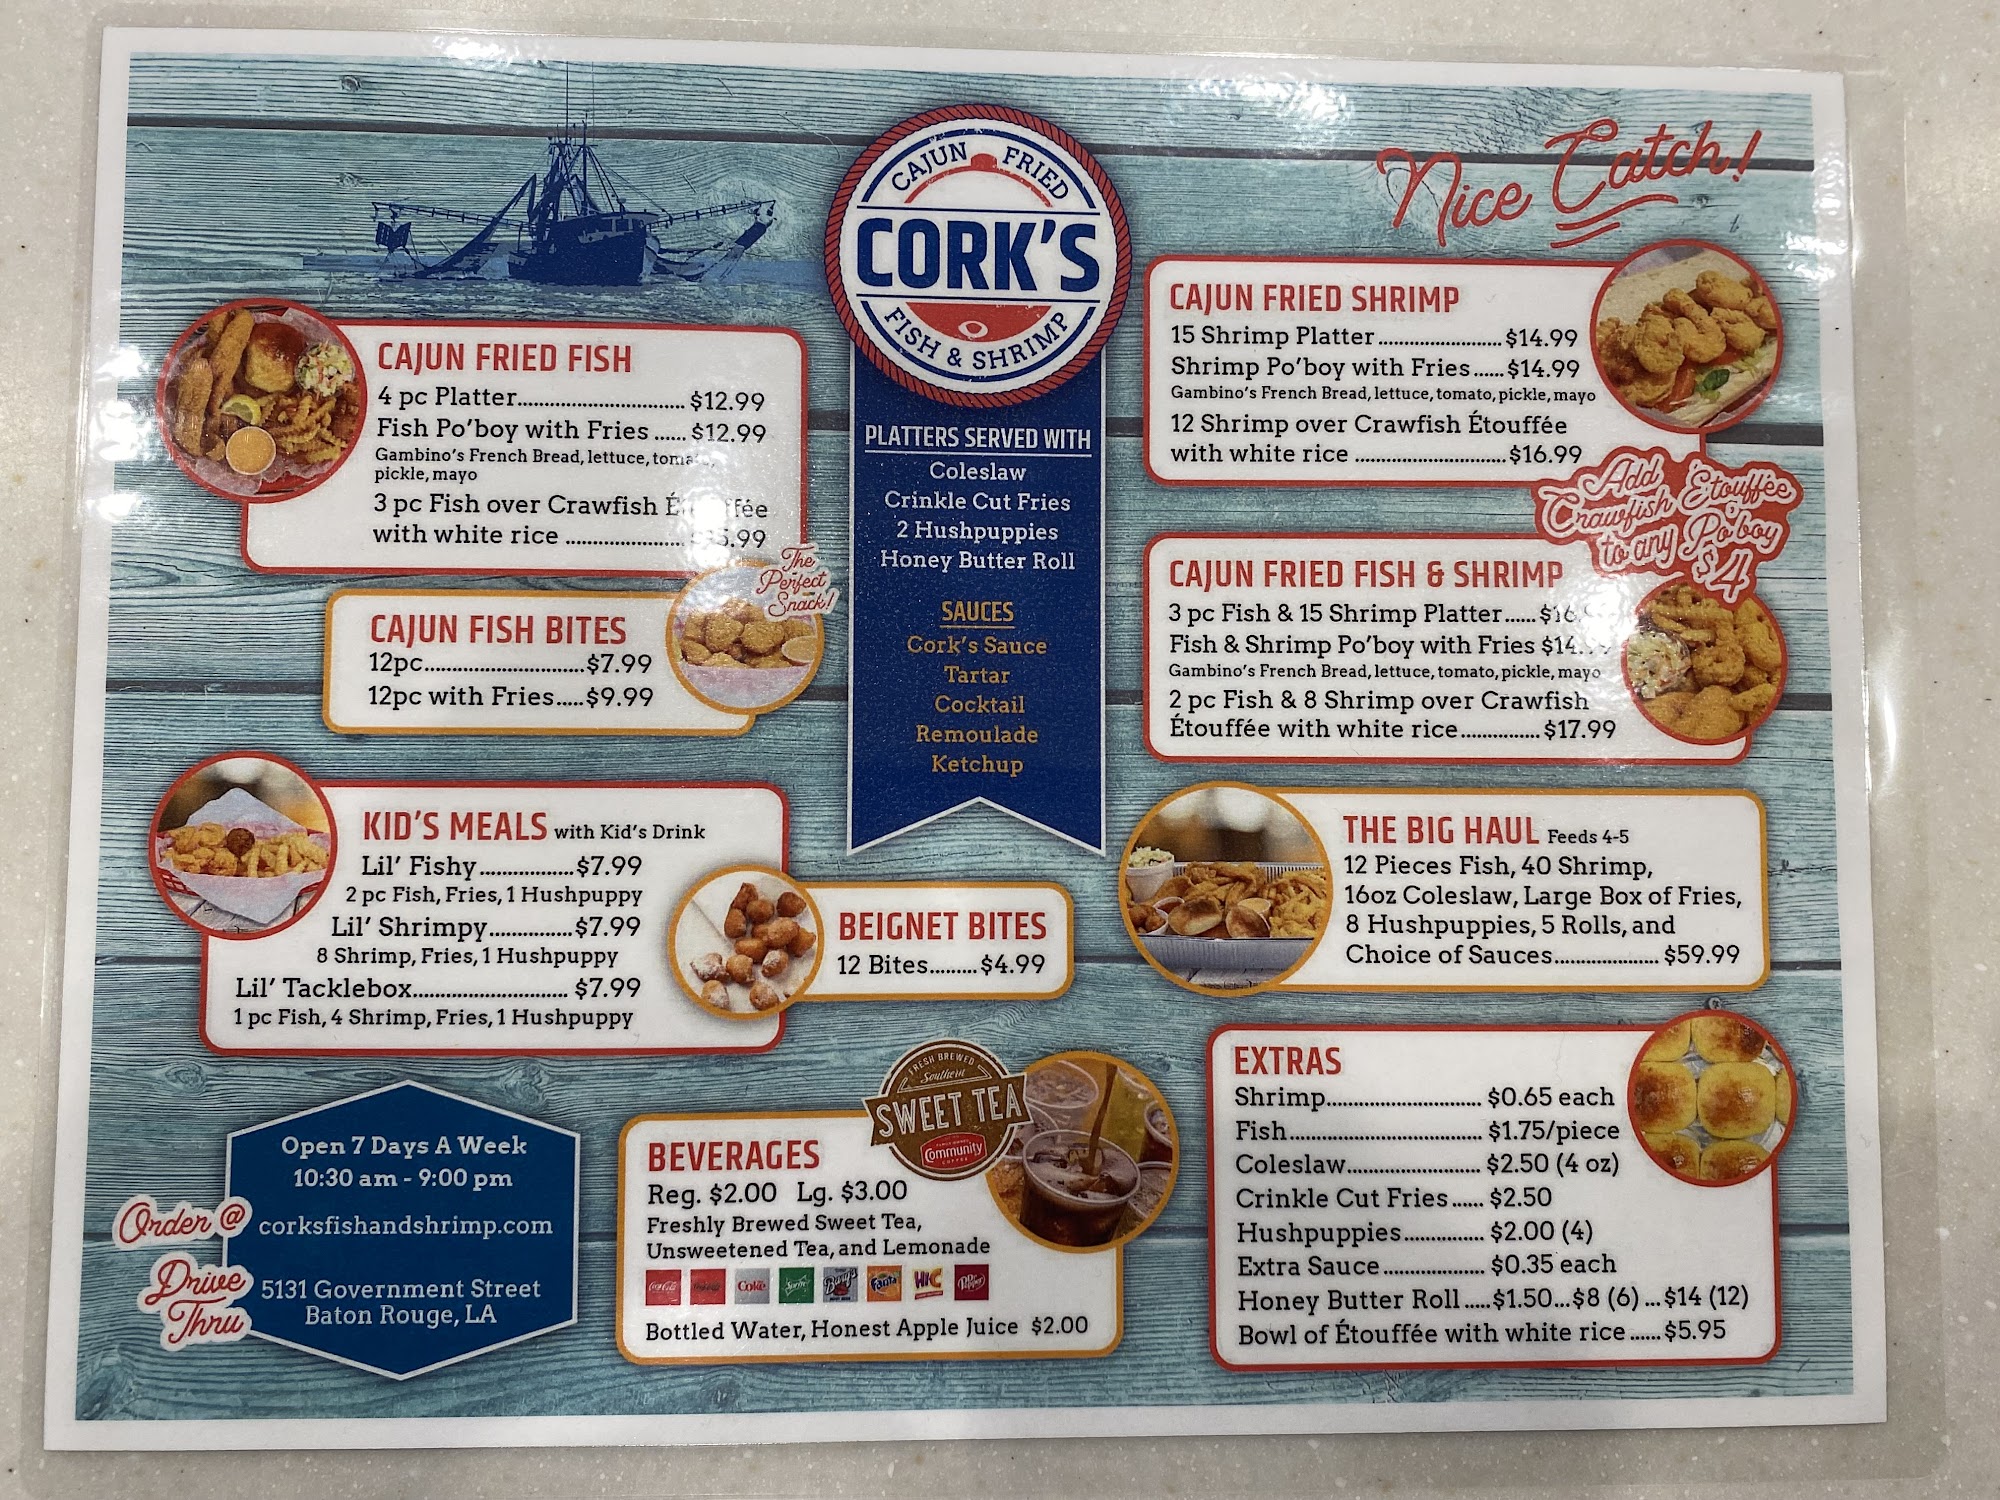 CAJUN FRIED
CORK'S
FISH & SHRIMP
Nice Catch!
CAJUN FRIED FISH
4 pc Platter.............................. $12.99
Fish Po'boy with Fries ...... $12.99
Gambino's French Bread, lettuce,
pickle, mayo
3 pc Fish over Crawfish
with white rice .....................
The
Perfect
Snack!
CAJUN FISH BITES
12pc............................$7.99
12pc with Fries.....$9.99
KID'S MEALS with Kid's Drink
Lil' Fishy..................$7.99
2 pc Fish, Fries, 1 Hushpuppy
Lil' Shrimpy...............$7.99
8 Shrimp, Fries, 1 Hushpuppy
Lil' Tacklebox............................ $7.99
1 pc Fish, 4 Shrimp, Fries, 1 Hushpuppy
PLATTERS SERVED WITH
Coleslaw
Crinkle Cut Fries
2 Hushpuppies
Honey Butter Roll
SAUCES
Cork's Sauce
Tartar
Cocktail
Remoulade
Ketchup
BEIGNET BITES
12 Bites......... $4.99
CAJUN FRIED SHRIMP
15 Shrimp Platter........................ $14.99
Shrimp Po'boy with Fries...... $14.99
Gambino's French Bread, lettuce, tomato, pickle, mayo
12 Shrimp over Crawfish Étouffée
with white rice .............................$16.99
Add
Crawfish Étouffée
to any Po'boy
$4
CAJUN FRIED FISH & SHRIMP
3 pc Fish & 15 Shrimp Platter......
Fish & Shrimp Po'boy with Fries
Gambino's French Bread, lettuce, tomato, pickle, mayo
2 pc Fish & 8 Shrimp over Crawfish
Étouffée with white rice............... $17.99
THE BIG HAUL Feeds 4-5
12 Pieces Fish, 40 Shrimp,
16oz Coleslaw, Large Box of Fries,
8 Hushpuppies, 5 Rolls, and
Choice of Sauces.................... $59.99
EXTRAS
Shrimp............................. $0.65 each
Fish.................................... $1.75/piece
Coleslaw......................... $2.50 (4 oz)
Crinkle Cut Fries...... $2.50
Hushpuppies............... $2.00 (4)
Extra Sauce................... $0.35 each
Honey Butter Roll.....$1.50...$8 (6)...$14 (12)
Bowl of Étouffée with white rice......$5.95
Open 7 Days A Week
10:30 am - 9:00 pm
Order @ corksfishandshrimp.com
Drive Thru
5131 Government Street
Baton Rouge, LA
FRESH BREWED
Southern
SWEET TEA
Community
COFFEE
BEVERAGES
Reg. $2.00 Lg. $3.00
Freshly Brewed Sweet Tea,
Unsweetened Tea, and Lemonade
Coca-Cola Coke Sprite Barq's Fanta HI-C Dr Pepper
Bottled Water, Honest Apple Juice $2.00